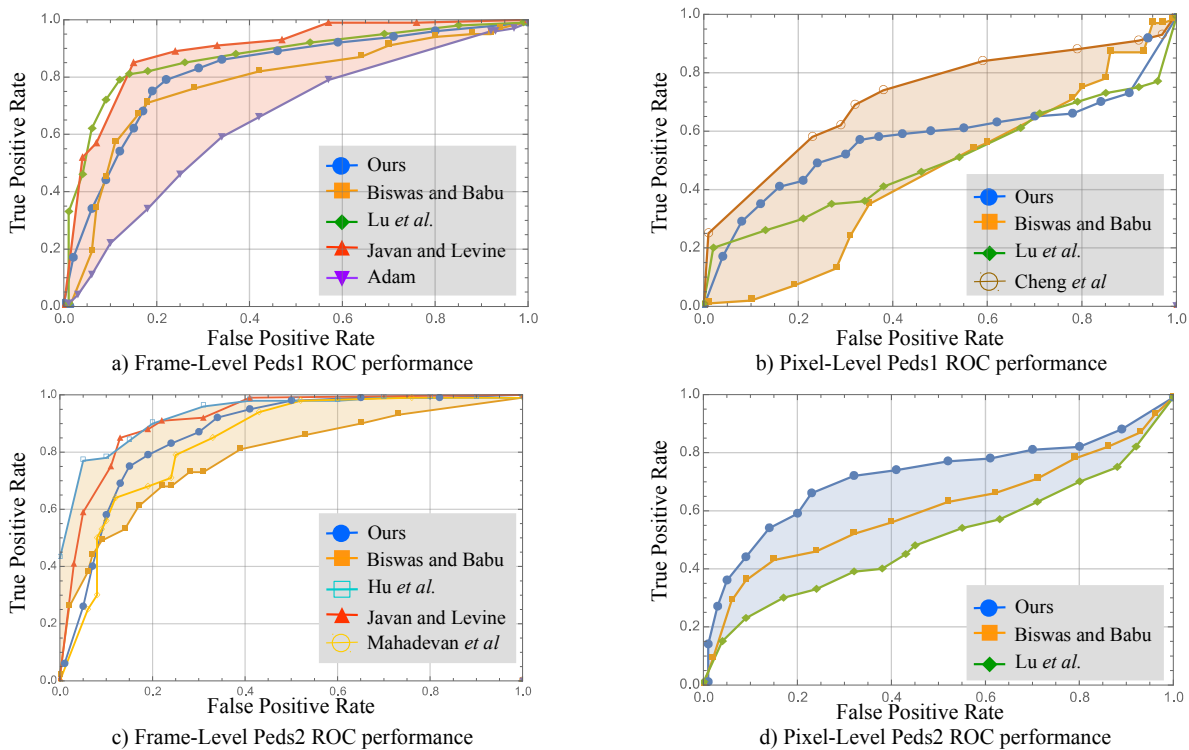 True Positive Rate
1.0
0.8
0.6
0.4
0.2
0.0
0.0 0.2 0.4 0.6 0.8 1.0
False Positive Rate
Ours
Biswas and Babu
Lu et al.
Javan and Levine
Adam
a) Frame-Level Peds1 ROC performance
True Positive Rate
1.0
0.8
0.6
0.4
0.2
0.0
0.0 0.2 0.4 0.6 0.8 1.0
False Positive Rate
Ours
Biswas and Babu
Lu et al.
Cheng et al
b) Pixel-Level Peds1 ROC performance
True Positive Rate
1.0
0.8
0.6
0.4
0.2
0.0
0.0 0.2 0.4 0.6 0.8 1.0
False Positive Rate
Ours
Biswas and Babu
Hu et al.
Javan and Levine
Mahadevan et al
c) Frame-Level Peds2 ROC performance
True Positive Rate
1.0
0.8
0.6
0.4
0.2
0.0
0.0 0.2 0.4 0.6 0.8 1.0
False Positive Rate
Ours
Biswas and Babu
Lu et al.
d) Pixel-Level Peds2 ROC performance